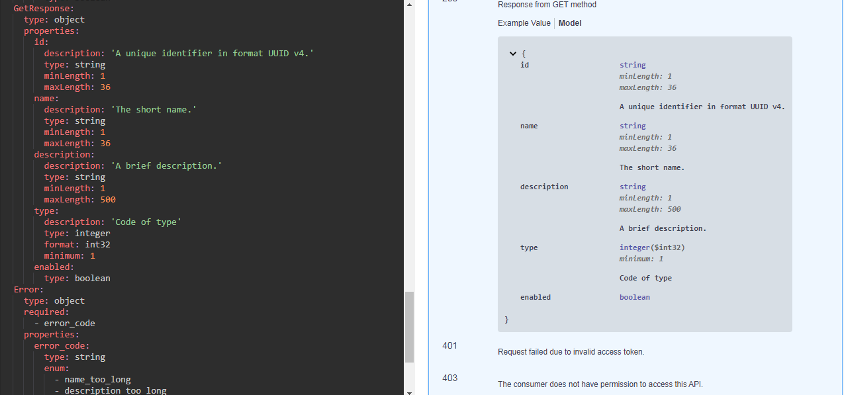 GetResponse:
type: object
properties:
id:
description: 'A unique identifier in format UUID v4.'
type: string
minLength: 1
maxLength: 36
name:
description: 'The short name.'
type: string
minLength: 1
maxLength: 36
description:
description: 'A brief description.'
type: string
minLength: 1
maxLength: 500
type:
description: 'Code of type'
type: integer
format: int32
minimum: 1
enabled:
type: boolean
Error:
type: object
required:
- error_code
properties:
error_code:
type: string
enum:
- name_too_long
- description_too_long
Response from GET method
Example Value | Model
{
id string
minLength: 1
maxLength: 36
A unique identifier in format UUID v4.
name string
minLength: 1
maxLength: 36
The short name.
description string
minLength: 1
maxLength: 500
A brief description.
type integer($int32)
minimum: 1
Code of type
enabled boolean
}
401 Request failed due to invalid access token.
403 The consumer does not have permission to access this API.